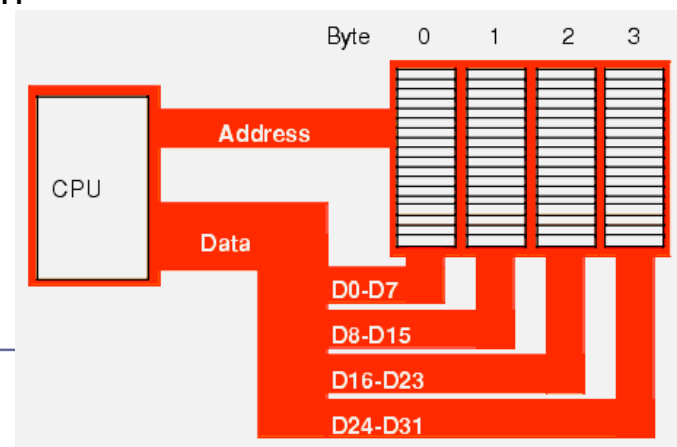 Byte 0 1 2 3
Address
CPU
Data
D0-D7
D8-D15
D16-D23
D24-D31